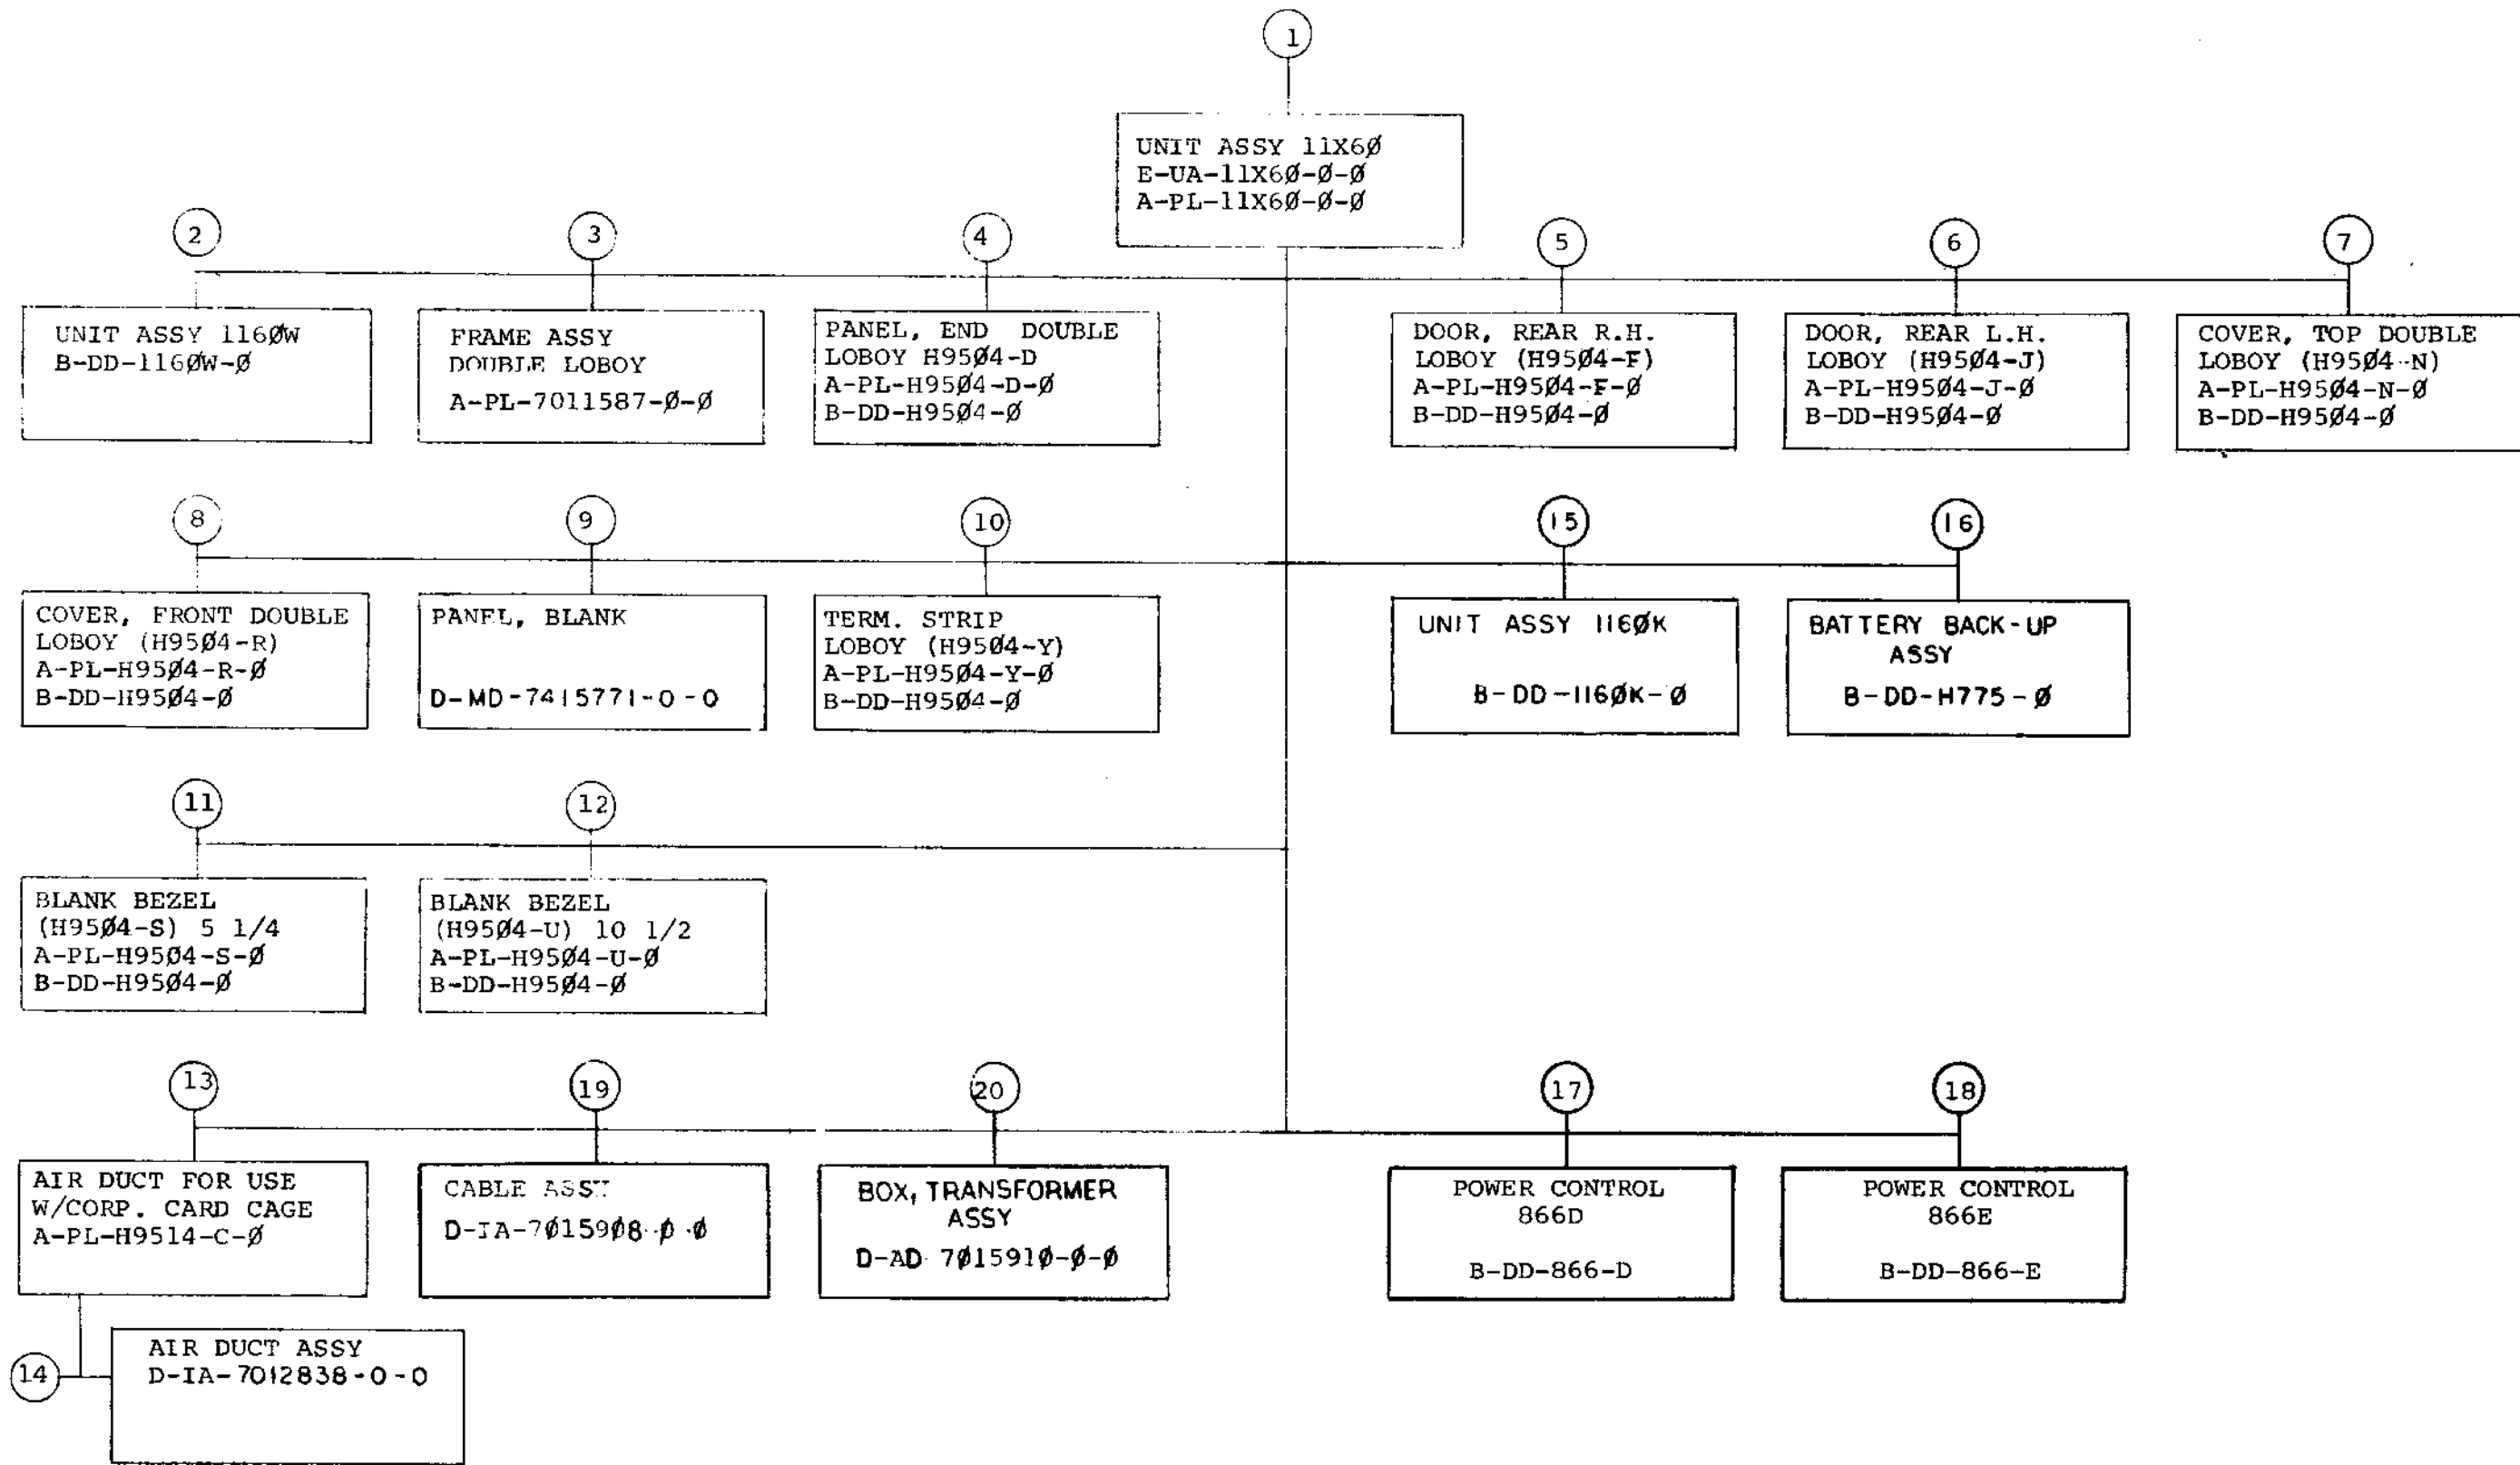 1
UNIT ASSY 11X6Ø
E-UA-11X6Ø-Ø-Ø
A-PL-11X6Ø-Ø-Ø
2
UNIT ASSY 116ØW
B-DD-116ØW-Ø
3
FRAME ASSY
DOUBLE LOBOY
A-PL-7011587-Ø-Ø
4
PANEL, END DOUBLE
LOBOY H95Ø4-D
A-PL-H95Ø4-D-Ø
B-DD-H95Ø4-Ø
5
DOOR, REAR R.H.
LOBOY (H95Ø4-F)
A-PL-H95Ø4-F-Ø
B-DD-H95Ø4-Ø
6
DOOR, REAR L.H.
LOBOY (H95Ø4-J)
A-PL-H95Ø4-J-Ø
B-DD-H95Ø4-Ø
7
COVER, TOP DOUBLE
LOBOY (H95Ø4-N)
A-PL-H95Ø4-N-Ø
B-DD-H95Ø4-Ø
8
COVER, FRONT DOUBLE
LOBOY (H95Ø4-R)
A-PL-H95Ø4-R-Ø
B-DD-H95Ø4-Ø
9
PANEL, BLANK
D-MD-7415771-0-0
10
TERM. STRIP
LOBOY (H95Ø4-Y)
A-PL-H95Ø4-Y-Ø
B-DD-H95Ø4-Ø
15
UNIT ASSY 116ØK
B-DD-116ØK-Ø
16
BATTERY BACK-UP
ASSY
B-DD-H775-Ø
11
BLANK BEZEL
(H95Ø4-S) 5 1/4
A-PL-H95Ø4-S-Ø
B-DD-H95Ø4-Ø
12
BLANK BEZEL
(H95Ø4-U) 10 1/2
A-PL-H95Ø4-U-Ø
B-DD-H95Ø4-Ø
13
AIR DUCT FOR USE
W/CORP. CARD CAGE
A-PL-H9514-C-Ø
19
CABLE ASSY
D-IA-7Ø159Ø8-Ø-Ø
20
BOX, TRANSFORMER
ASSY
D-AD-7Ø1591Ø-Ø-Ø
17
POWER CONTROL
866D
B-DD-866-D
18
POWER CONTROL
866E
B-DD-866-E
14
AIR DUCT ASSY
D-IA-7012838-0-0